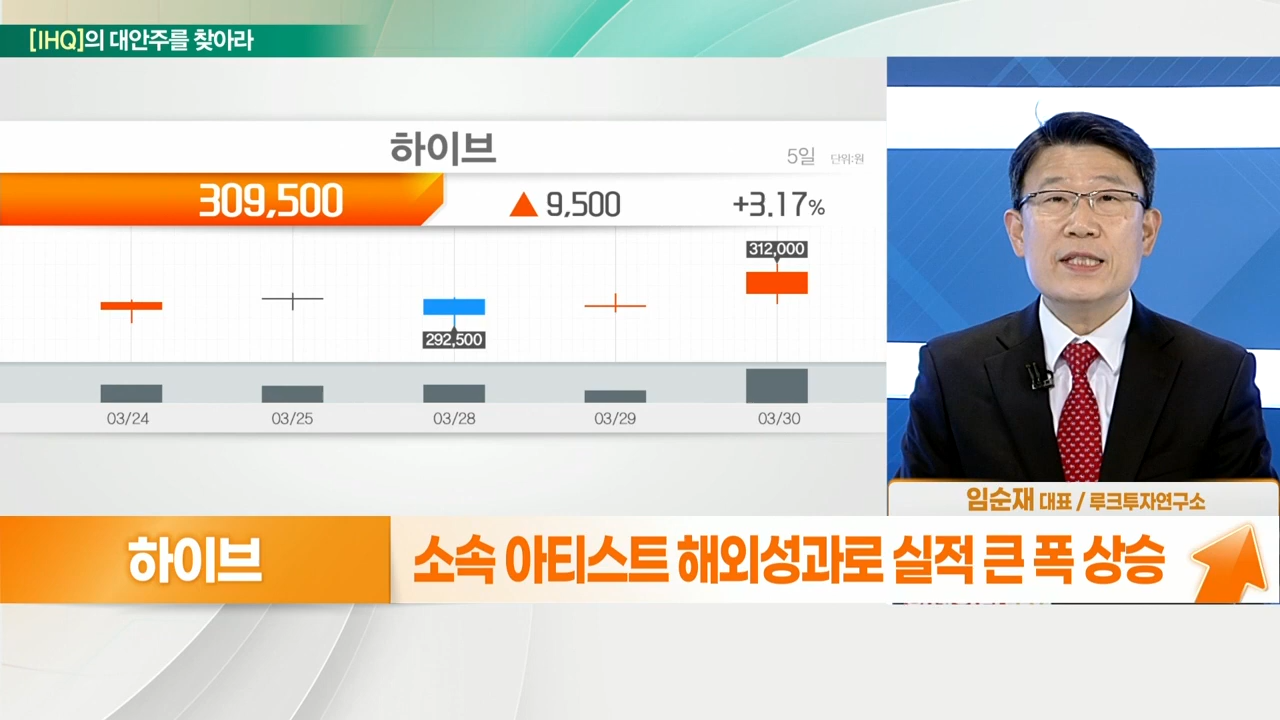 [IHQ]의 대안주를 찾아라
하이브
5일 단위:원
309,500 ▲ 9,500 +3.17%
312,000
292,500
03/24 03/25 03/28 03/29 03/30
임순재 대표 / 루크투자연구소
하이브 소속 아티스트 해외성과로 실적 큰 폭 상승